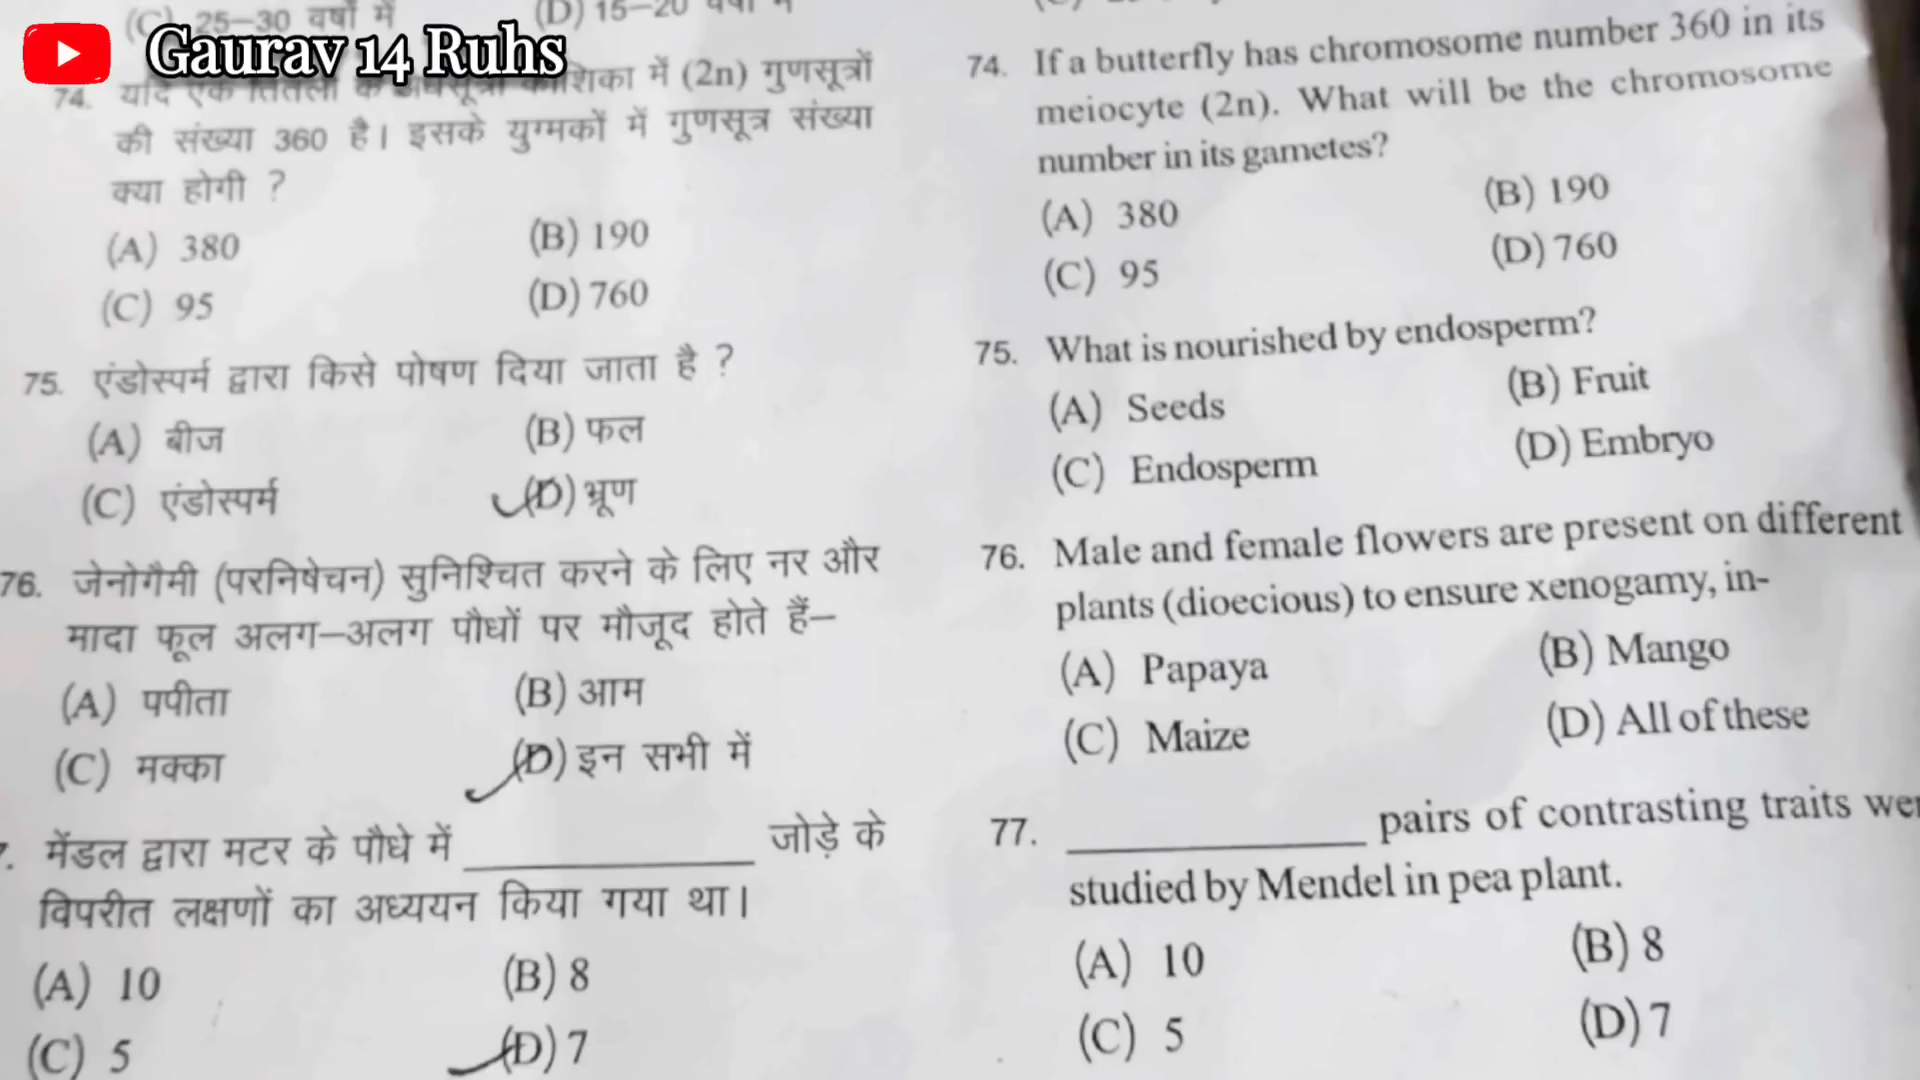 (C) 25–30 वर्षों में
(D) 15–20
Gaurav 14 Ruhs
74. यदि एक तितली के कोशिका में (2n) गुणसूत्रों
की संख्या 360 है। इसके युग्मकों में गुणसूत्र संख्या
क्या होगी ?
(A) 380
(B) 190
(C) 95
(D) 760
75. एंडोस्पर्म द्वारा किसे पोषण दिया जाता है ?
(A) बीज
(B) फल
(C) एंडोस्पर्म
(D) भ्रूण
76. जेनोगैमी (परनिषेचन) सुनिश्चित करने के लिए नर और
मादा फूल अलग–अलग पौधों पर मौजूद होते हैं–
(A) पपीता
(B) आम
(C) मक्का
(D) इन सभी में
. मेंडल द्वारा मटर के पौधे में ____________ जोड़े के
विपरीत लक्षणों का अध्ययन किया गया था।
(A) 10
(B) 8
(C) 5
(D) 7
74. If a butterfly has chromosome number 360 in its
meiocyte (2n). What will be the chromosome
number in its gametes?
(A) 380
(B) 190
(C) 95
(D) 760
75. What is nourished by endosperm?
(A) Seeds
(B) Fruit
(C) Endosperm
(D) Embryo
76. Male and female flowers are present on different
plants (dioecious) to ensure xenogamy, in-
(A) Papaya
(B) Mango
(C) Maize
(D) All of these
77. ____________ pairs of contrasting traits wer
studied by Mendel in pea plant.
(A) 10
(B) 8
(C) 5
(D) 7